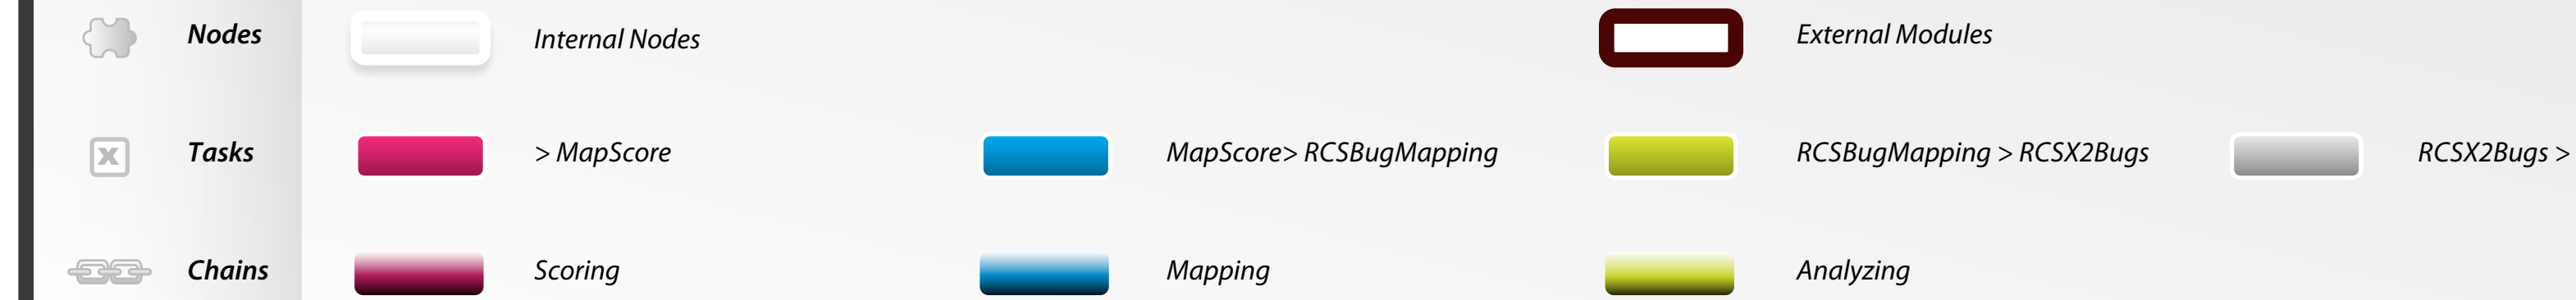 Nodes Internal Nodes External Modules
Tasks > MapScore MapScore> RCSBugMapping RCSBugMapping > RCSX2Bugs RCSX2Bugs >
Chains Scoring Mapping Analyzing